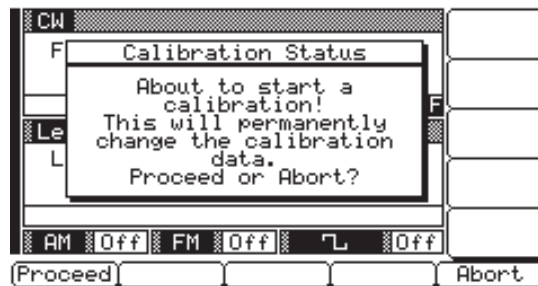 CW
F
Calibration Status
About to start a
calibration!
This will permanently
change the calibration
data.
Proceed or Abort?
F
Le
L
AM Off FM Off Off
Proceed Abort